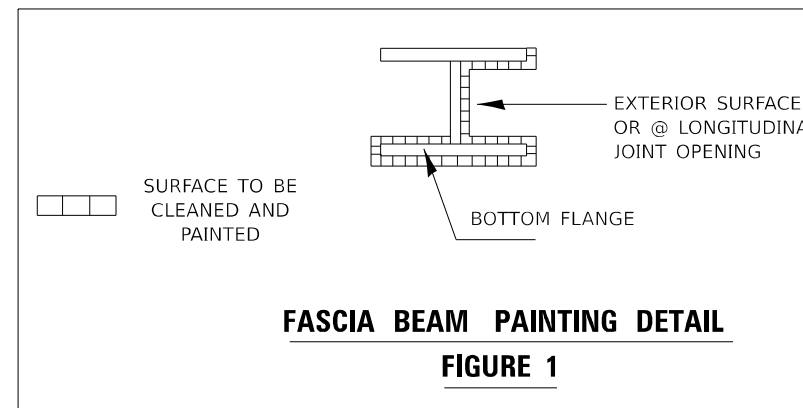 EXTERIOR SURFACE
OR @ LONGITUDINA
JOINT OPENING
SURFACE TO BE
CLEANED AND
PAINTED
BOTTOM FLANGE
FASCIA BEAM PAINTING DETAIL
FIGURE 1